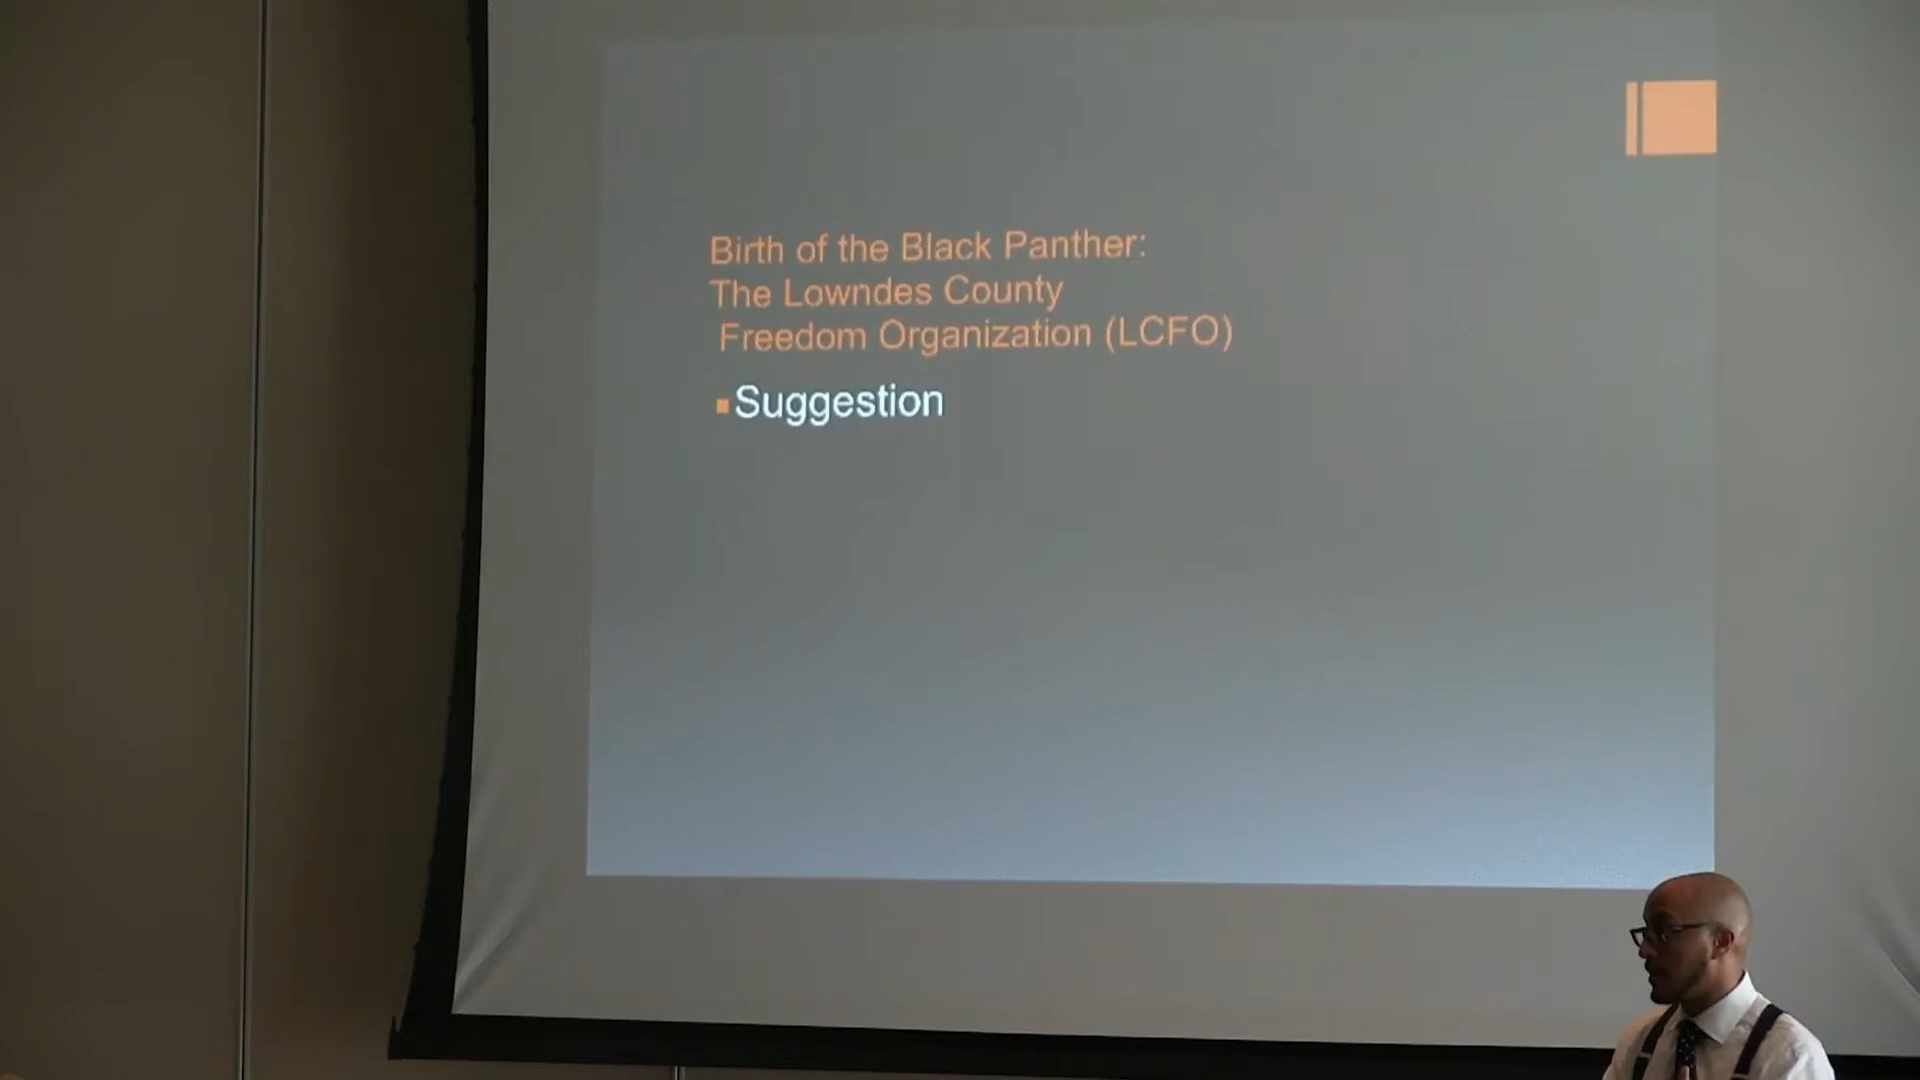 Birth of the Black Panther:
The Lowndes County
Freedom Organization (LCFO)
Suggestion